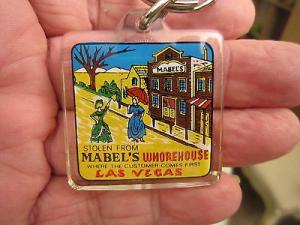 MABEL'S
STOLEN FROM
MABEL'S WHOREHOUSE
WHERE THE CUSTOMER COMES FIRST
LAS VEGAS